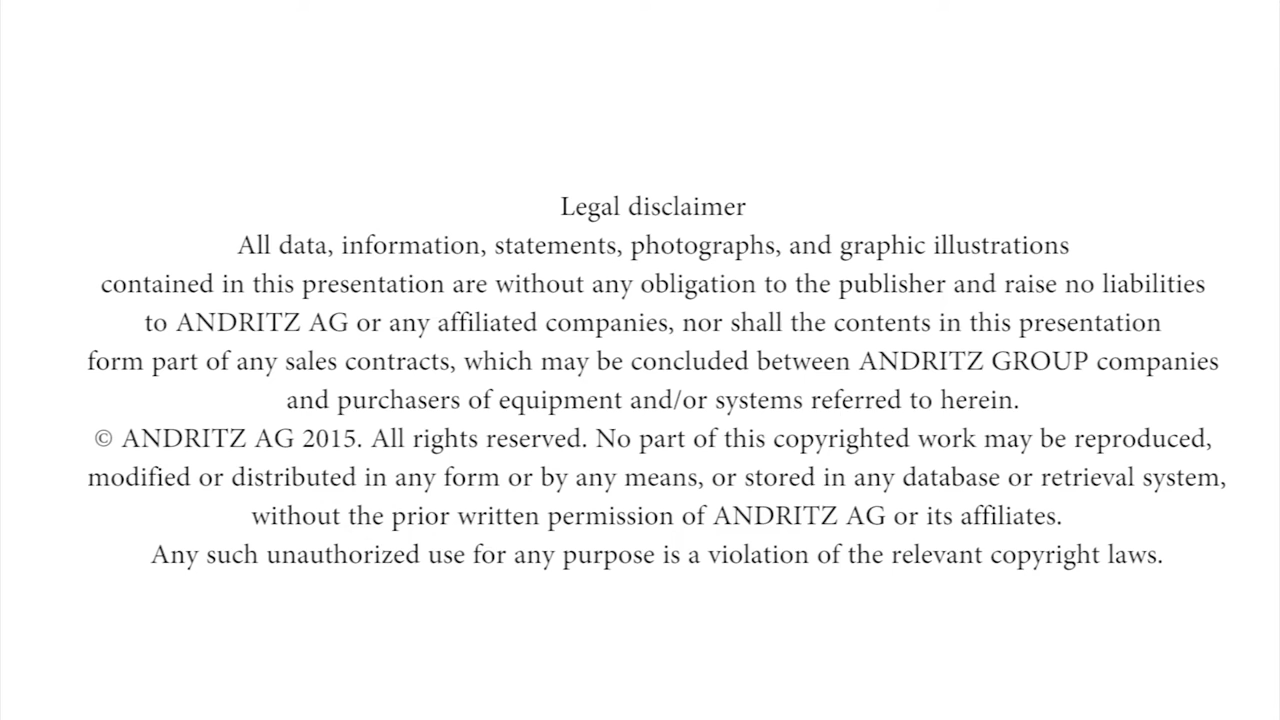 Legal disclaimer
All data, information, statements, photographs, and graphic illustrations
contained in this presentation are without any obligation to the publisher and raise no liabilities
to ANDRITZ AG or any affiliated companies, nor shall the contents in this presentation
form part of any sales contracts, which may be concluded between ANDRITZ GROUP companies
and purchasers of equipment and/or systems referred to herein.
© ANDRITZ AG 2015. All rights reserved. No part of this copyrighted work may be reproduced,
modified or distributed in any form or by any means, or stored in any database or retrieval system,
without the prior written permission of ANDRITZ AG or its affiliates.
Any such unauthorized use for any purpose is a violation of the relevant copyright laws.